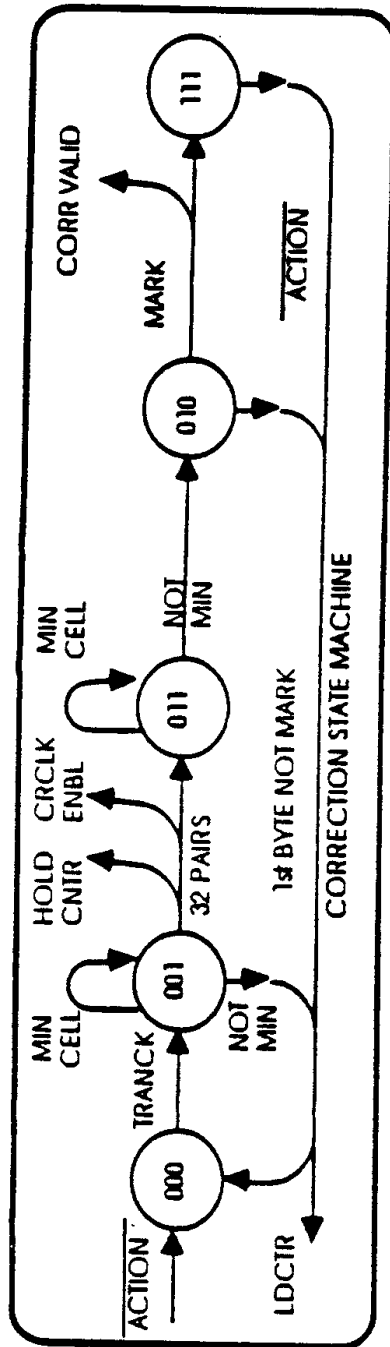 ACTION
000
LDCTR
TRANCK
MIN
CELL
001
NOT
MIN
HOLD
CNTR
CRCLK
ENBL
32 PAIRS
MIN
CELL
011
NOT
MIN
1st BYTE NOT MARK
010
MARK
CORR VALID
111
ACTION
CORRECTION STATE MACHINE